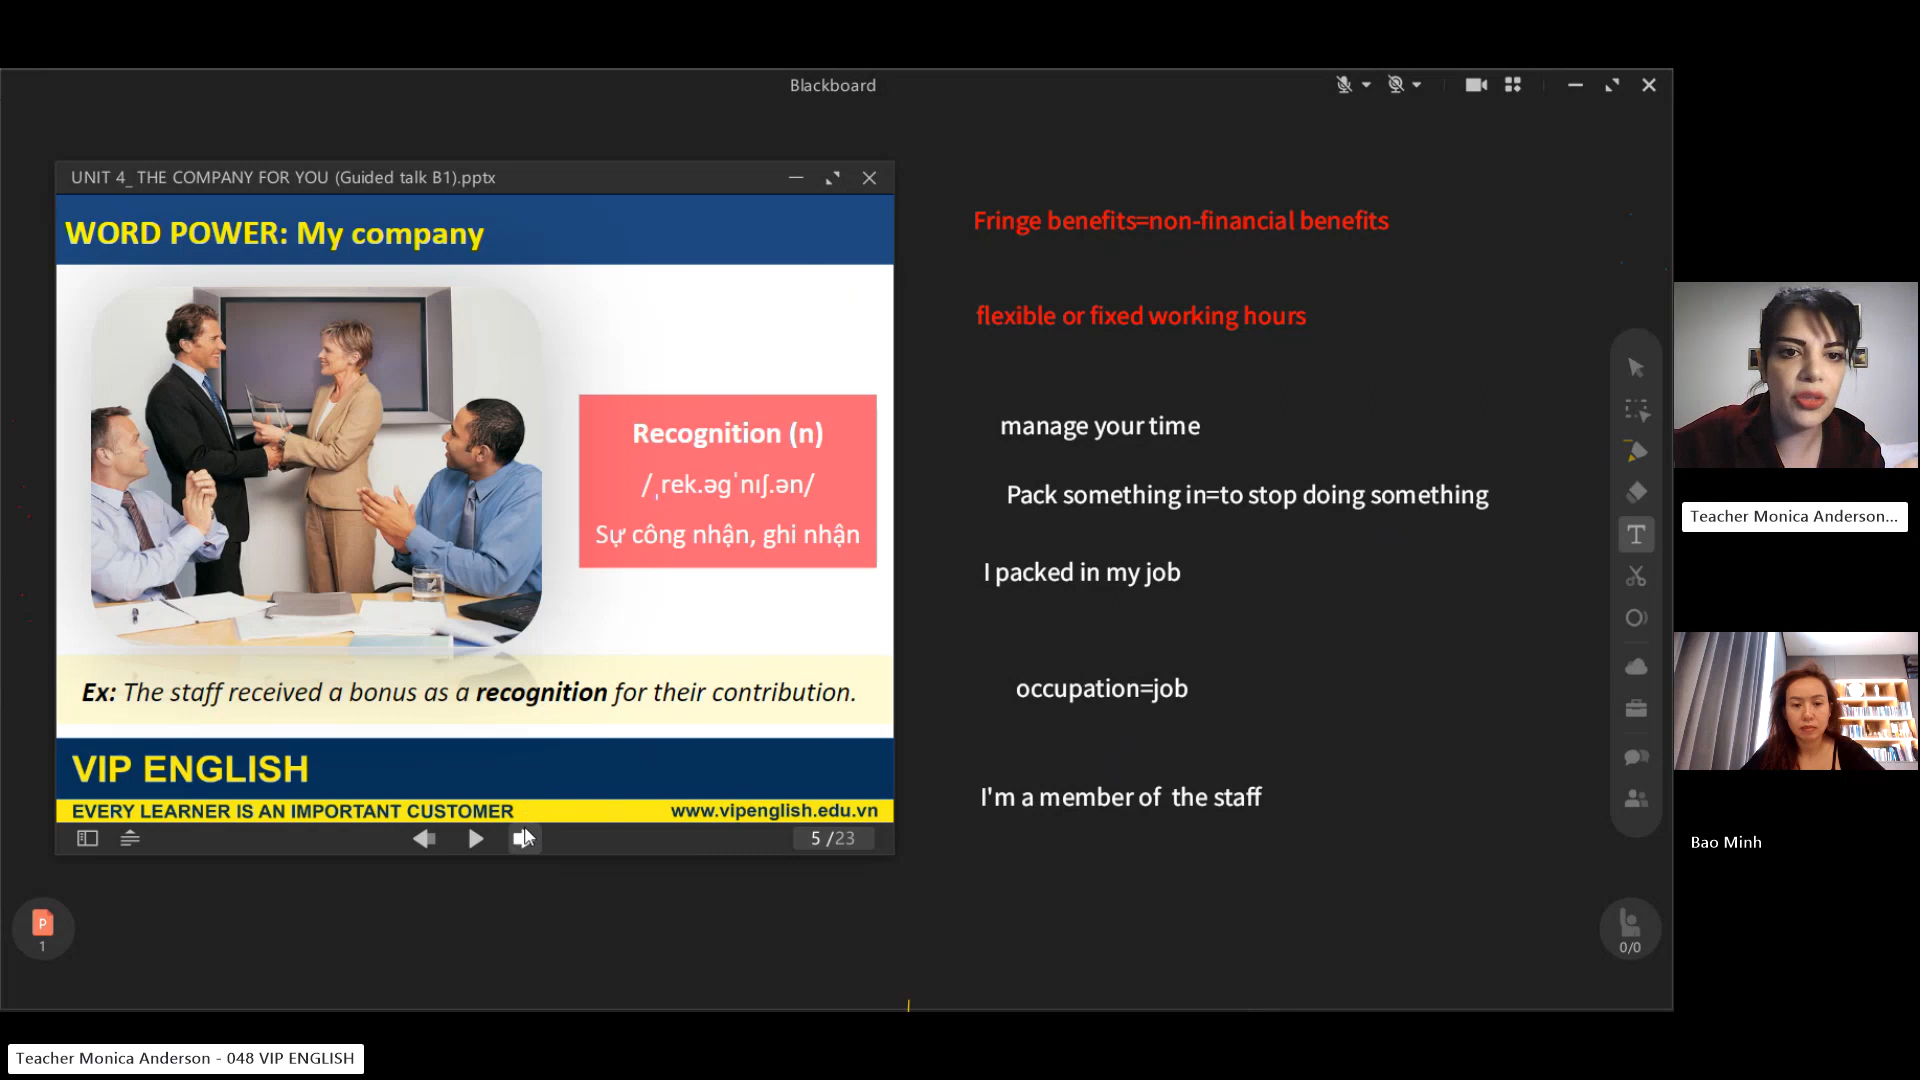 Blackboard
UNIT 4_ THE COMPANY FOR YOU (Guided talk B1).pptx
WORD POWER: My company
Recognition (n)
/ˌrek.əgˈnɪʃ.ən/
Sự công nhận, ghi nhận
Ex: The staff received a bonus as a recognition for their contribution.
VIP ENGLISH
EVERY LEARNER IS AN IMPORTANT CUSTOMER
www.vipenglish.edu.vn
5 /23
Fringe benefits=non-financial benefits
flexible or fixed working hours
manage your time
Pack something in=to stop doing something
I packed in my job
occupation=job
I'm a member of  the staff
T
P
1
0/0
Teacher Monica Anderson...
Bao Minh
Teacher Monica Anderson - 048 VIP ENGLISH